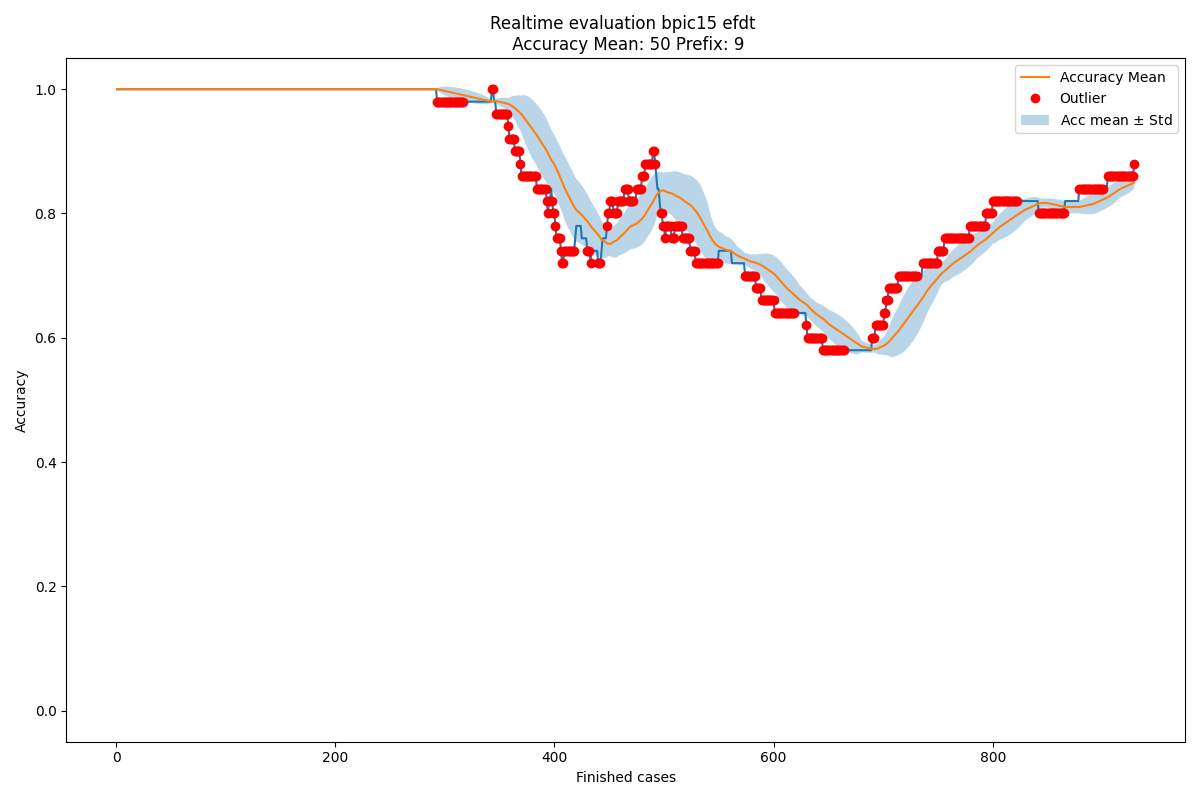 Realtime evaluation bpic15 efdt
Accuracy Mean: 50 Prefix: 9
Accuracy Mean
Outlier
Acc mean ± Std
1.0
0.8
0.6
0.4
0.2
0.0
Accuracy
0 200 400 600 800
Finished cases